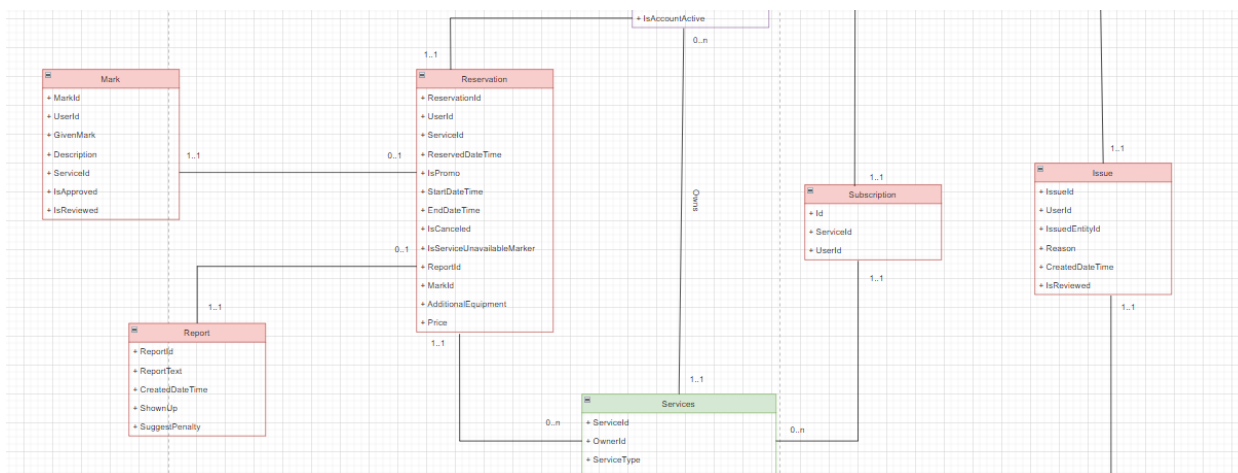 + IsAccountActive
0..n
1..1
Mark
+ MarkId
+ UserId
+ GivenMark
+ Description
+ ServiceId
+ IsApproved
+ IsReviewed
1..1
0..1
Reservation
+ ReservationId
+ UserId
+ ServiceId
+ ReservedDateTime
+ IsPromo
+ StartDateTime
+ EndDateTime
+ IsCanceled
+ IsServiceUnavailableMarker
+ ReportId
+ MarkId
+ AdditionalEquipment
+ Price
0..1
1..1
Report
+ ReportId
+ ReportText
+ CreatedDateTime
+ ShownUp
+ SuggestPenalty
1..1
0..n
Owns
1..1
Services
+ ServiceId
+ OwnerId
+ ServiceType
1..1
Subscription
+ Id
+ ServiceId
+ UserId
1..1
0..n
1..1
Issue
+ IssueId
+ UserId
+ IssuedEntityId
+ Reason
+ CreatedDateTime
+ IsReviewed
1..1